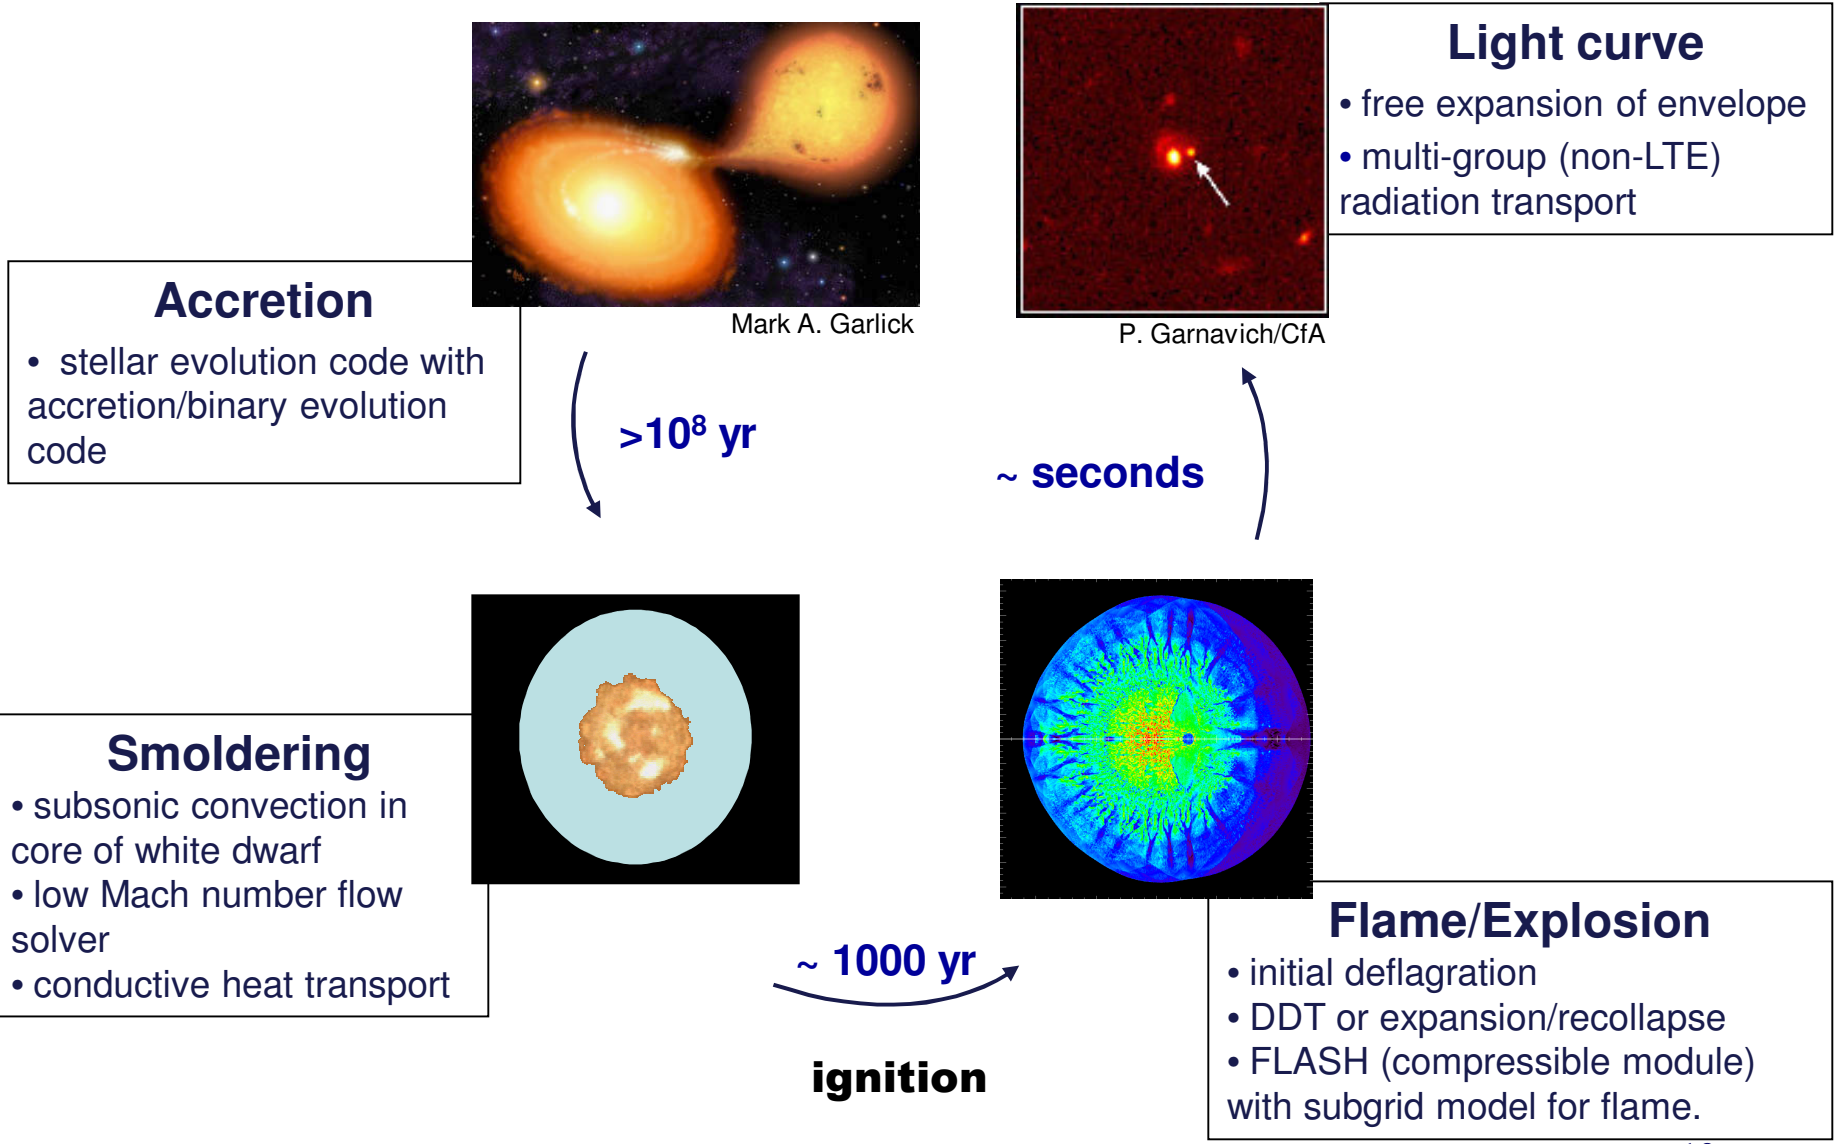 Accretion
• stellar evolution code with
accretion/binary evolution
code
Mark A. Garlick
>10⁸ yr
Smoldering
• subsonic convection in
core of white dwarf
• low Mach number flow
solver
• conductive heat transport
~ 1000 yr
ignition
Flame/Explosion
• initial deflagration
• DDT or expansion/recollapse
• FLASH (compressible module)
with subgrid model for flame.
~ seconds
Light curve
• free expansion of envelope
• multi-group (non-LTE)
radiation transport
P. Garnavich/CfA